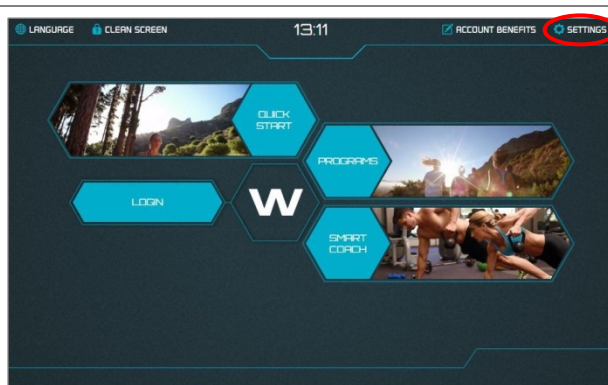 LANGUAGE CLEAN SCREEN 13:11 ACCOUNT BENEFITS SETTINGS
QUICK
START
PROGRAMS
LOGIN
W
SMART
COACH